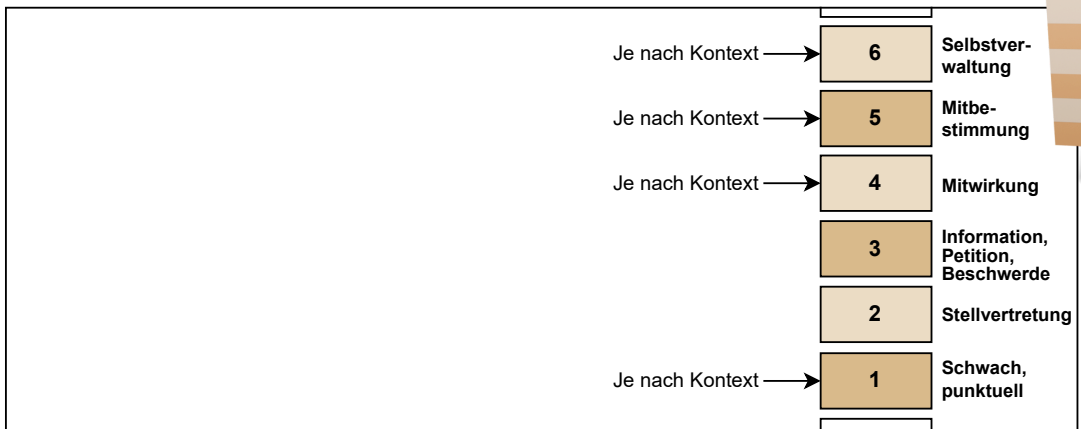 Je nach Kontext
6
Selbstver-
waltung
Je nach Kontext
5
Mitbe-
stimmung
Je nach Kontext
4
Mitwirkung
3
Information,
Petition,
Beschwerde
2
Stellvertretung
Je nach Kontext
1
Schwach,
punktuell